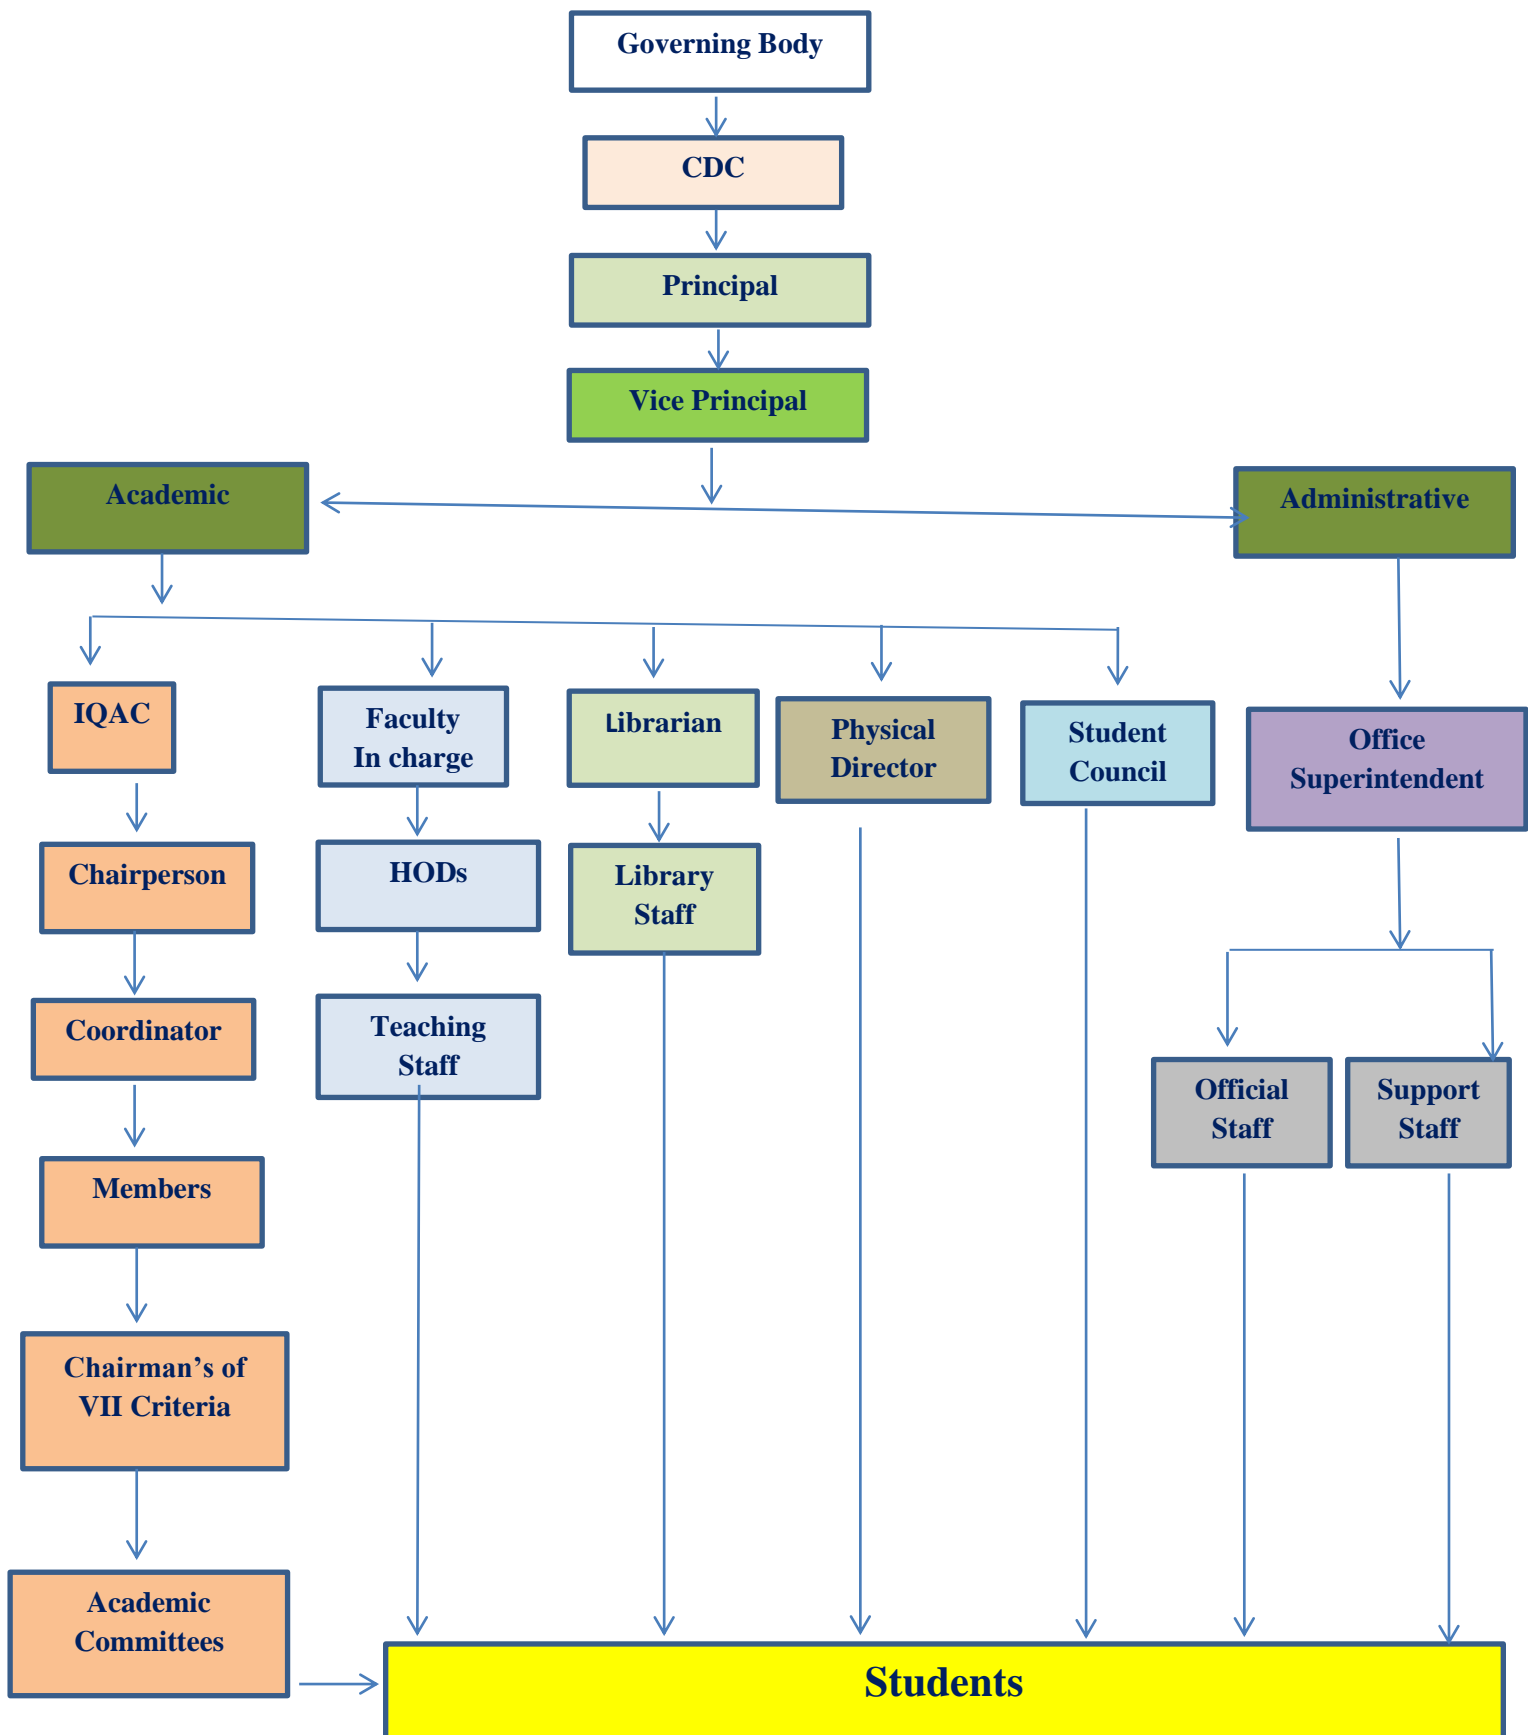 Governing Body
CDC
Principal
Vice Principal
Academic
Administrative
IQAC
Faculty
In charge
Librarian
Physical
Director
Student
Council
Office
Superintendent
Chairperson
HODs
Library
Staff
Coordinator
Teaching
Staff
Official
Staff
Support
Staff
Members
Chairman’s of
VII Criteria
Academic
Committees
Students